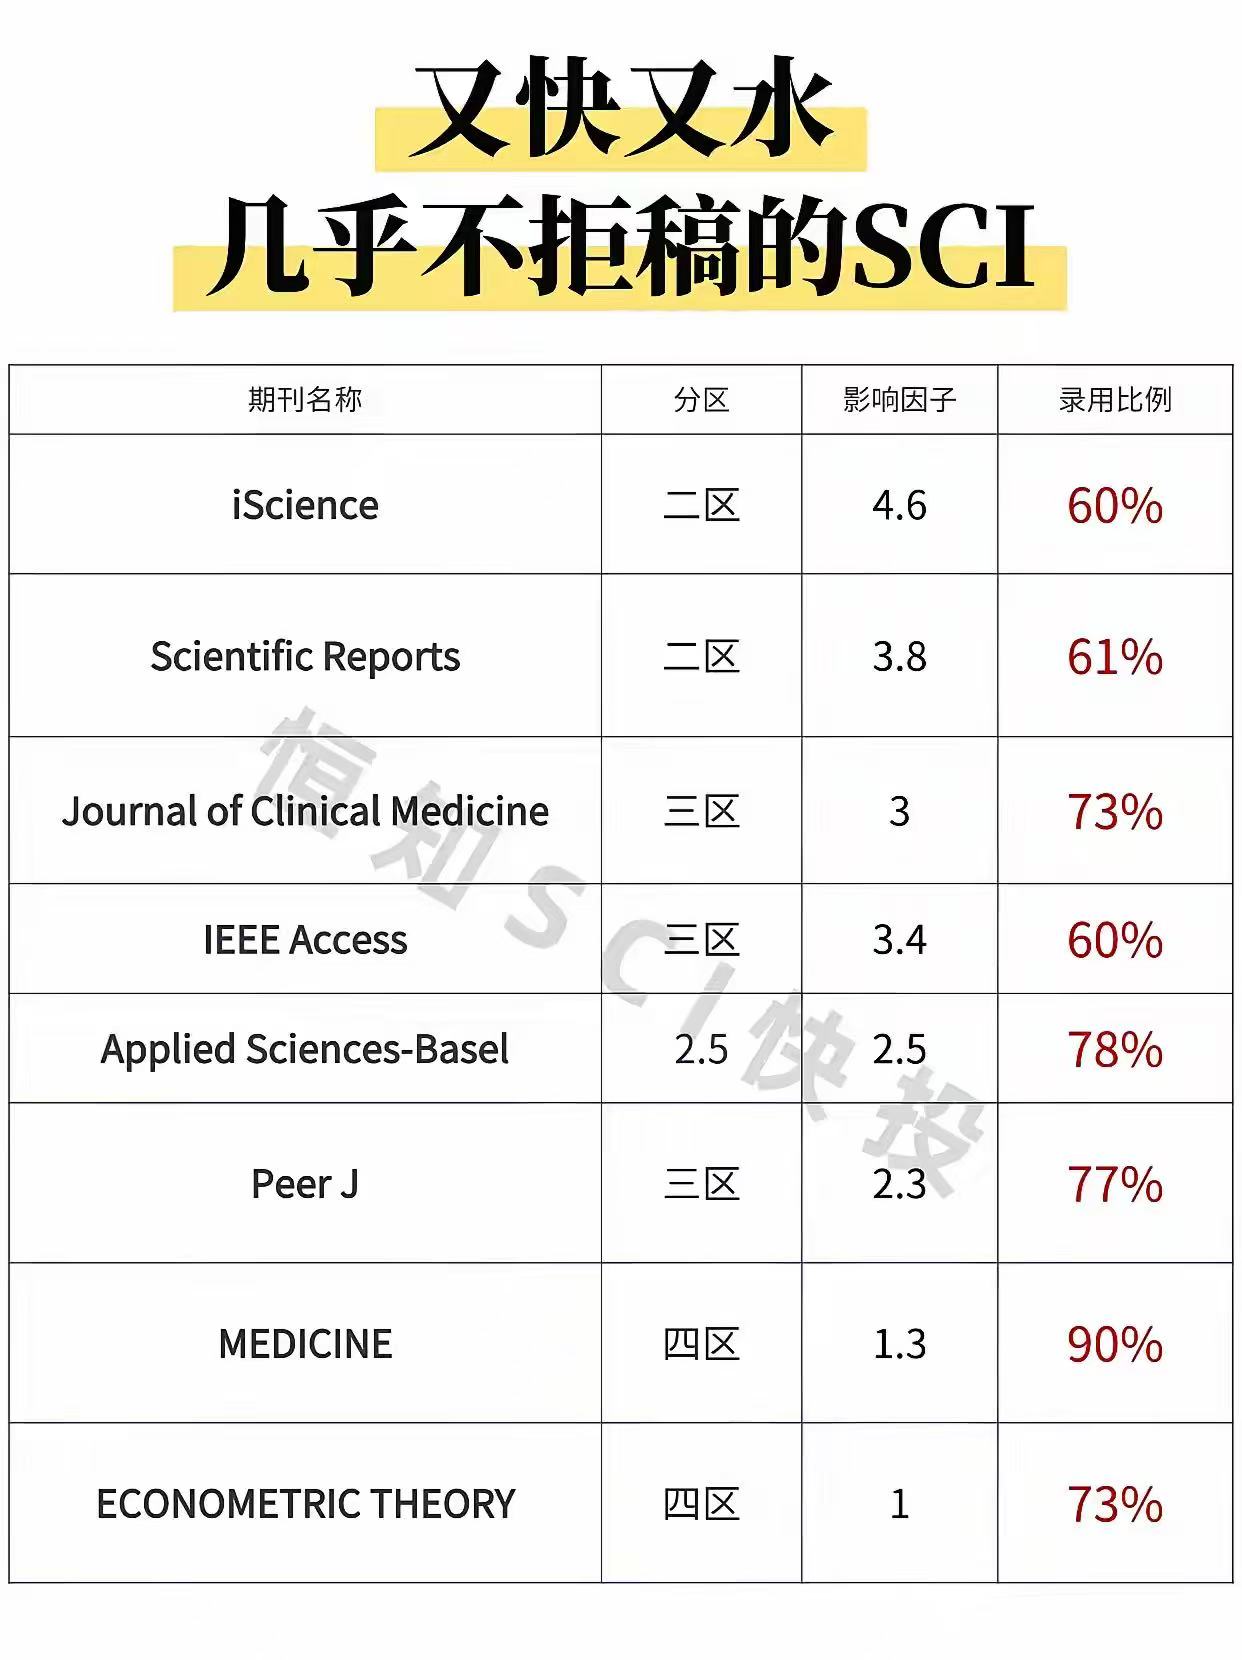 又快又水
几乎不拒稿的SCI
期刊名称 分区 影响因子 录用比例
iScience 二区 4.6 60%
Scientific Reports 二区 3.8 61%
Journal of Clinical Medicine 三区 3 73%
IEEE Access 三区 3.4 60%
Applied Sciences-Basel 2.5 2.5 78%
Peer J 三区 2.3 77%
MEDICINE 四区 1.3 90%
ECONOMETRIC THEORY 四区 1 73%
恒知SCI快投